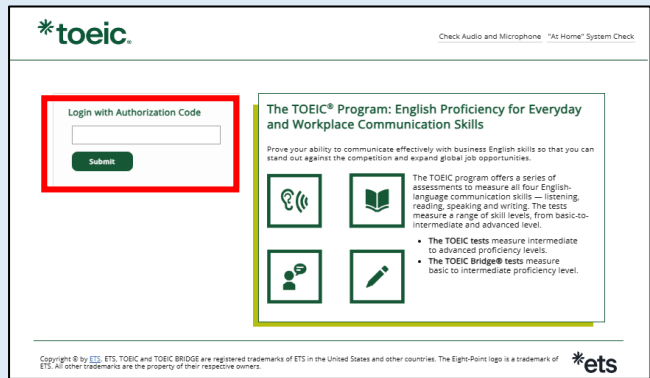 *toeic®
Check Audio and Microphone "At Home" System Check
Login with Authorization Code
Submit
The TOEIC® Program: English Proficiency for Everyday
and Workplace Communication Skills
Prove your ability to communicate effectively with business English skills so that you can
stand out against the competition and expand global job opportunities.
The TOEIC program offers a series of
assessments to measure all four English-
language communication skills — listening,
reading, speaking and writing. The tests
measure a range of skill levels, from basic-to-
intermediate and advanced level.
• The TOEIC tests measure intermediate
to advanced proficiency levels.
• The TOEIC Bridge® tests measure
basic to intermediate proficiency level.
Copyright © by ETS. ETS, TOEIC and TOEIC BRIDGE are registered trademarks of ETS in the United States and other countries. The Eight-Point logo is a trademark of
ETS. All other trademarks are the property of their respective owners.
*ets